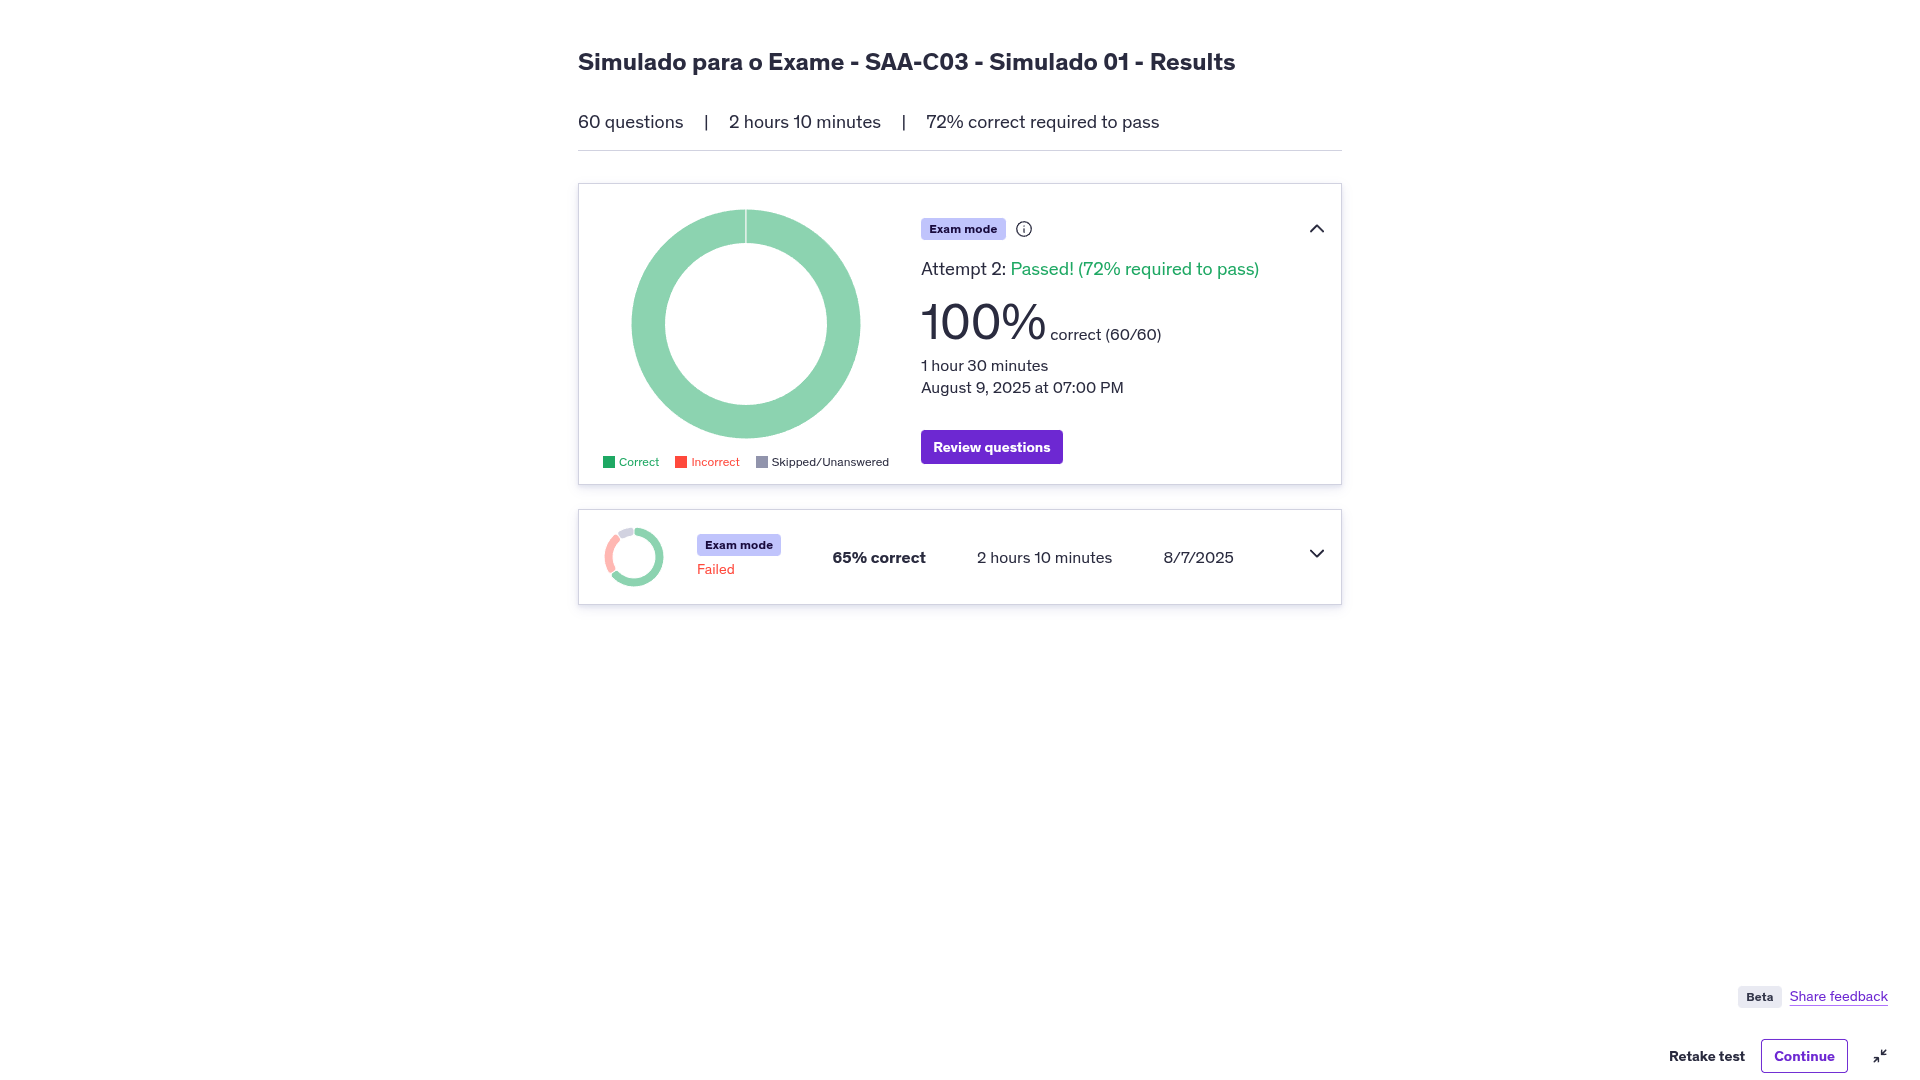 Simulado para o Exame - SAA-C03 - Simulado 01 - Results
60 questions | 2 hours 10 minutes | 72% correct required to pass
Exam mode
Attempt 2: Passed! (72% required to pass)
100% correct (60/60)
1 hour 30 minutes
August 9, 2025 at 07:00 PM
Review questions
Correct Incorrect Skipped/Unanswered
Exam mode
Failed
65% correct 2 hours 10 minutes 8/7/2025
Beta Share feedback
Retake test Continue